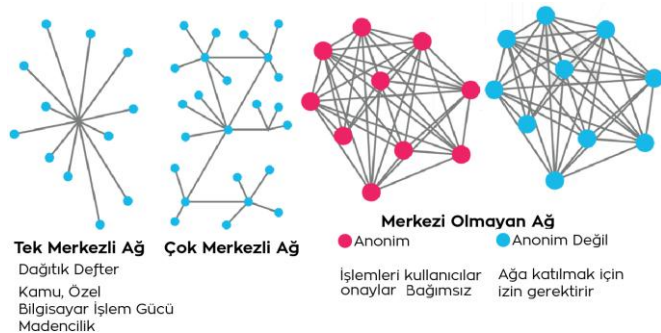 Tek Merkezli Ağ
Dağıtık Defter
Kamu, Özel
Bilgisayar İşlem Gücü
Madencilik
Çok Merkezli Ağ
Merkezi Olmayan Ağ
Anonim
İşlemleri kullanıcılar
onaylar Bağımsız
Anonim Değil
Ağa katılmak için
izin gerektirir